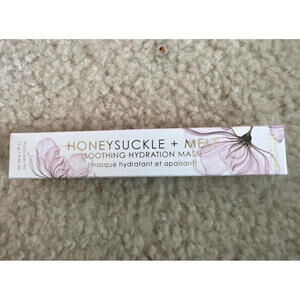 HONEYSUCKLE + MEL
SOOTHING HYDRATION MASK
(masque hydratant et apaisant)